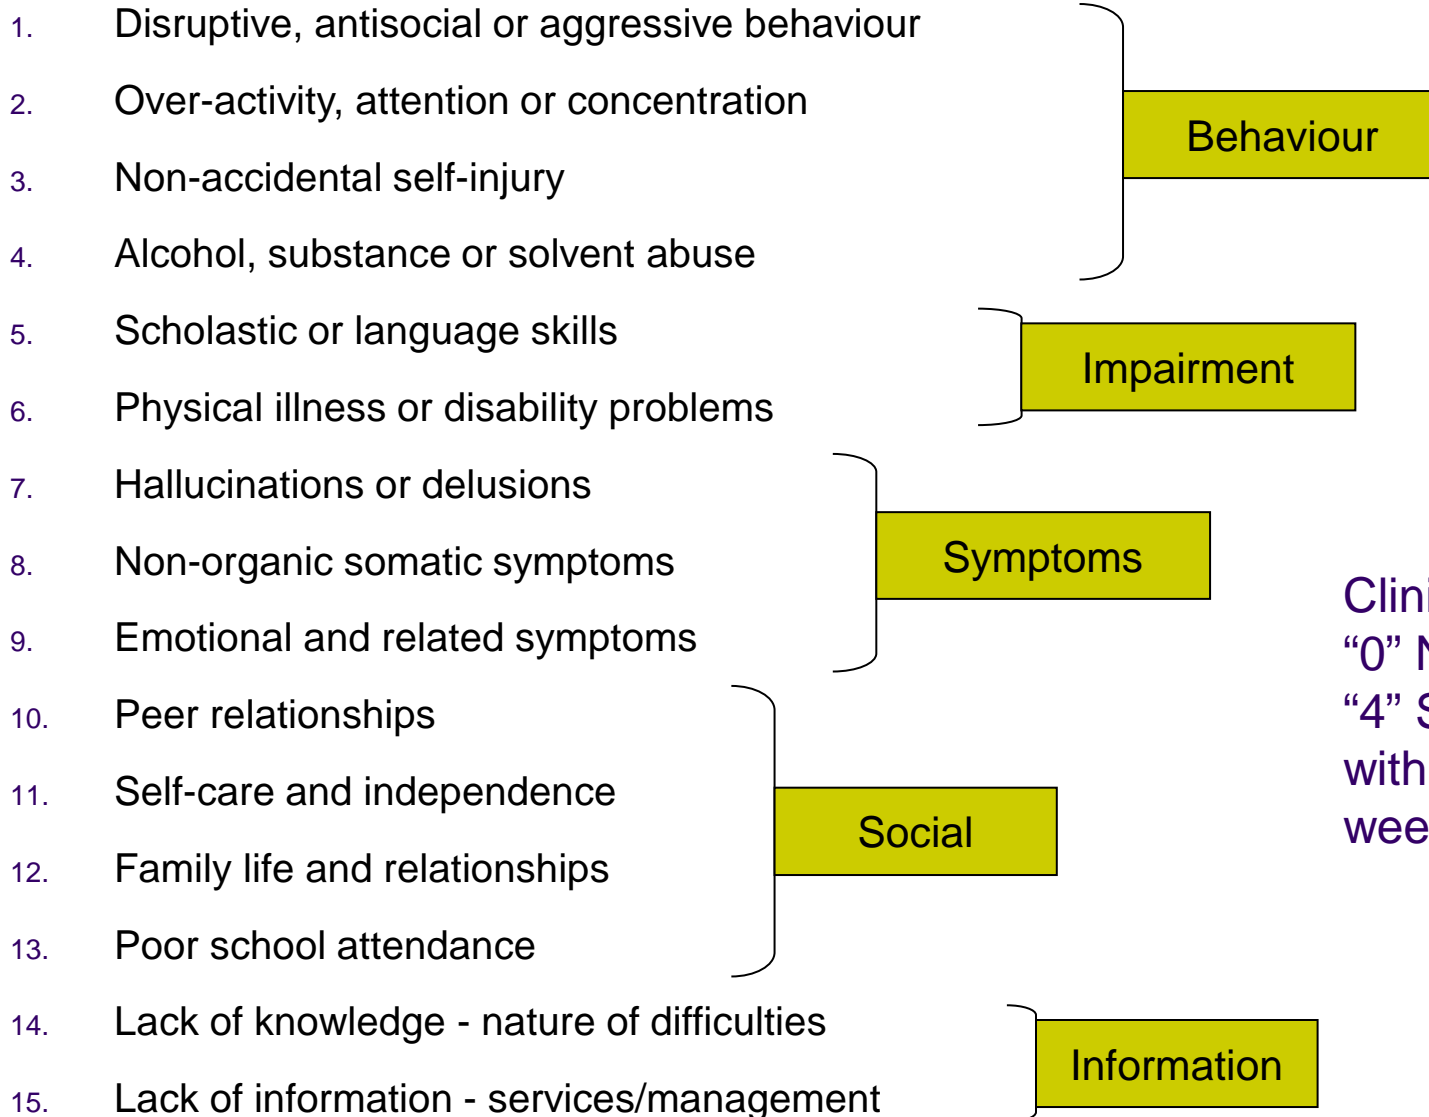 1. Disruptive, antisocial or aggressive behaviour
2. Over-activity, attention or concentration
Behaviour
3. Non-accidental self-injury
4. Alcohol, substance or solvent abuse
5. Scholastic or language skills
Impairment
6. Physical illness or disability problems
7. Hallucinations or delusions
Symptoms
8. Non-organic somatic symptoms
9. Emotional and related symptoms
10. Peer relationships
11. Self-care and independence
Social
12. Family life and relationships
13. Poor school attendance
14. Lack of knowledge - nature of difficulties
Information
15. Lack of information - services/management
“0”
“4”
with